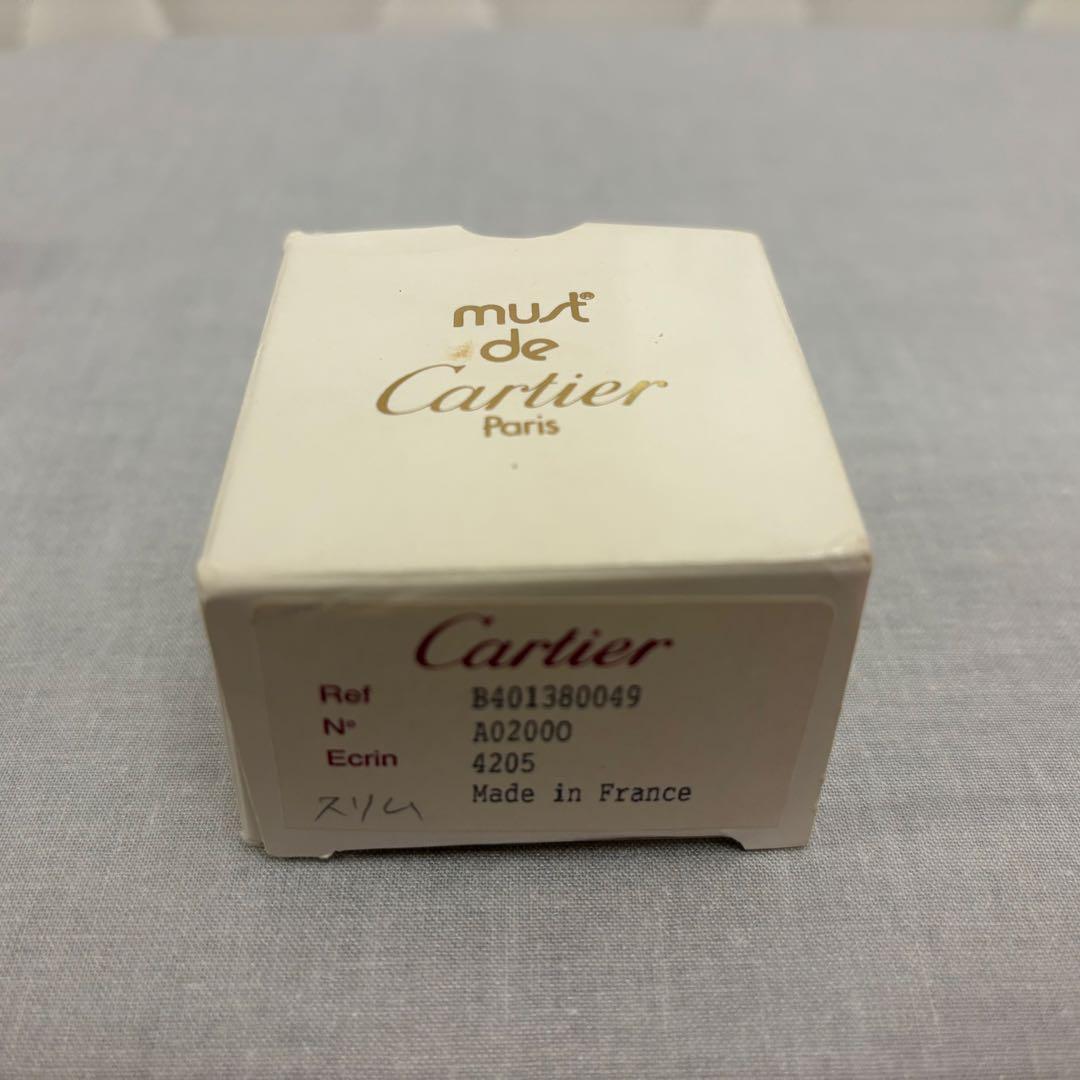 must®
de
Cartier
Paris
Cartier
Ref B401380049
N° A02000
Ecrin 4205
スリム Made in France